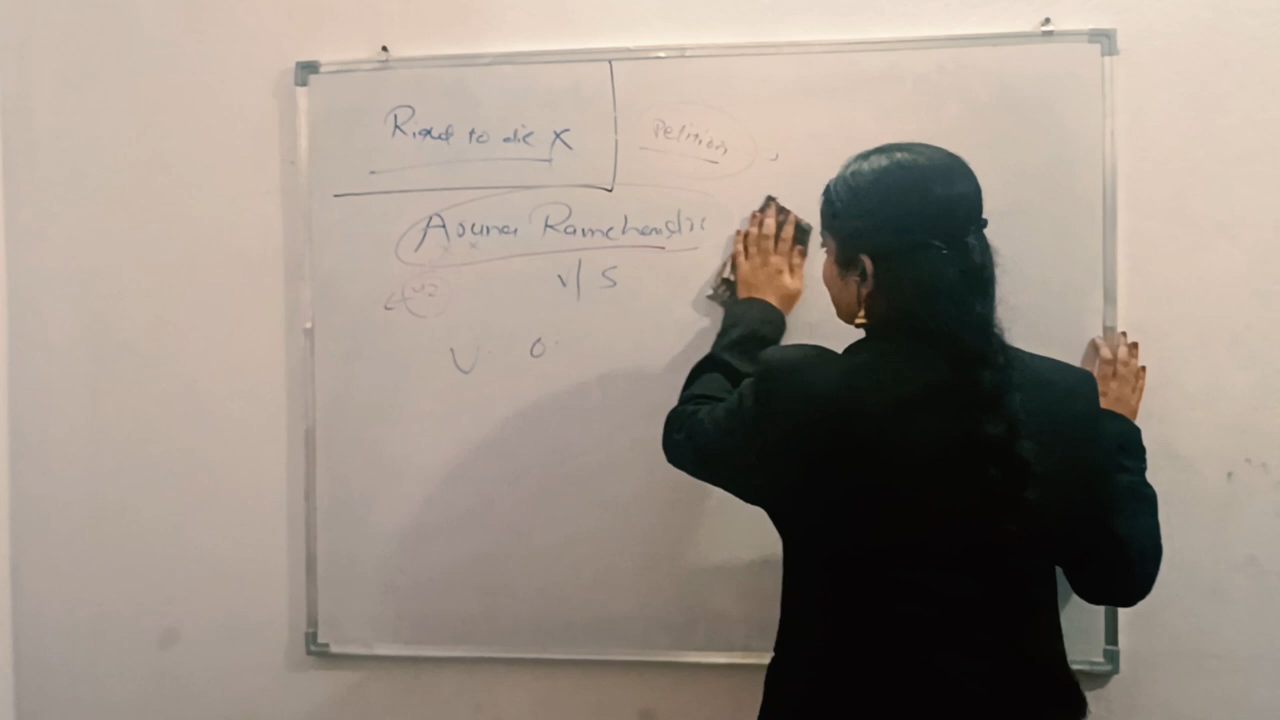 Right to die X
Petition
Aruna Ramchandra
v/s
U. O.